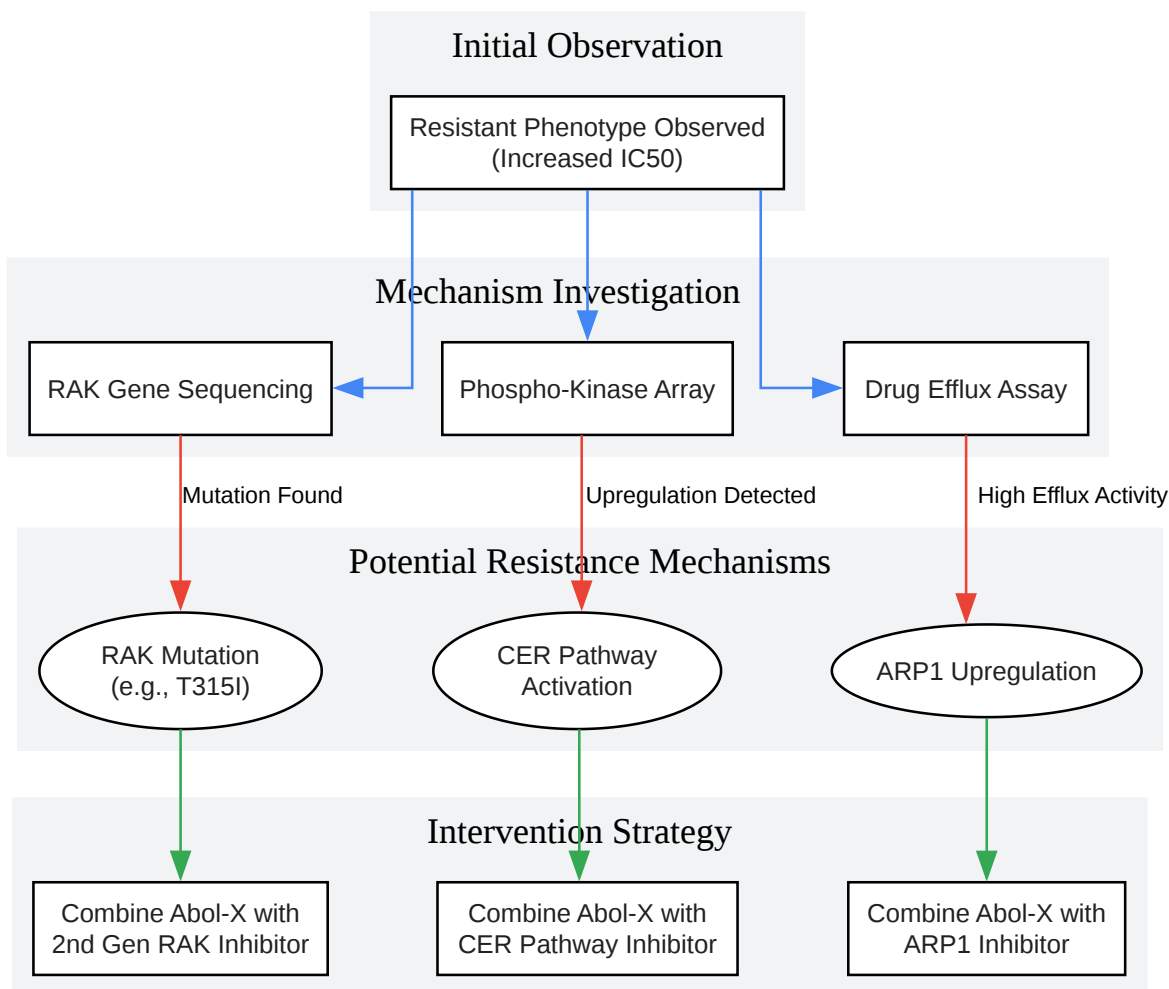 Initial Observation
Resistant Phenotype Observed
(Increased IC50)
Mechanism Investigation
RAK Gene Sequencing
Phospho-Kinase Array
Drug Efflux Assay
Mutation Found
Upregulation Detected
High Efflux Activity
Potential Resistance Mechanisms
RAK Mutation
(e.g., T315I)
CER Pathway
Activation
ARP1 Upregulation
Intervention Strategy
Combine Abol-X with
2nd Gen RAK Inhibitor
Combine Abol-X with
CER Pathway Inhibitor
Combine Abol-X with
ARP1 Inhibitor